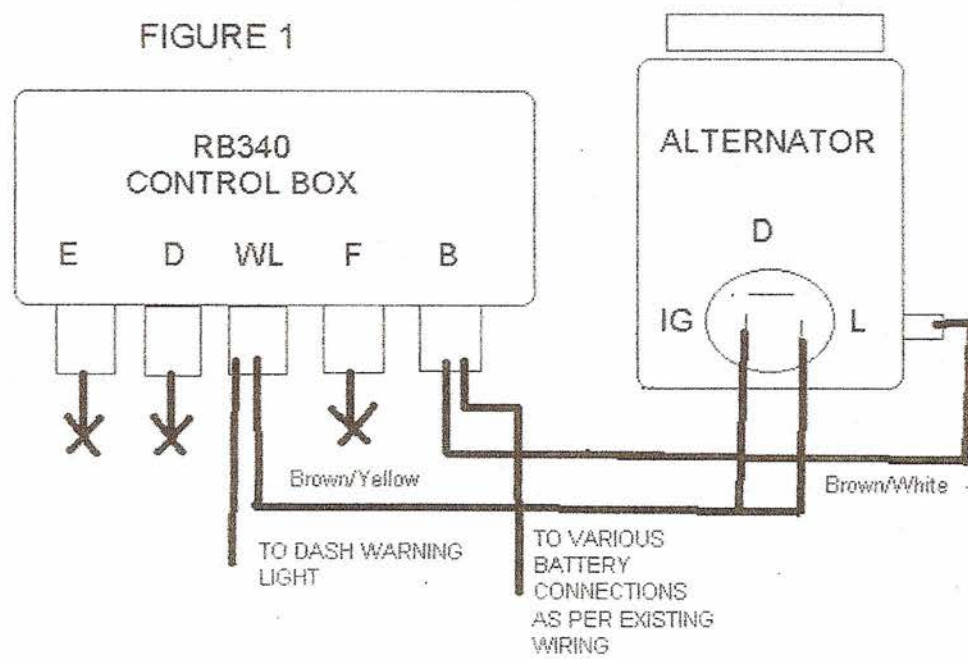 FIGURE 1
RB340
CONTROL BOX
E D WL F B
ALTERNATOR
D
IG L
Brown/Yellow
Brown/White
TO DASH WARNING
LIGHT
TO VARIOUS
BATTERY
CONNECTIONS
AS PER EXISTING
WIRING